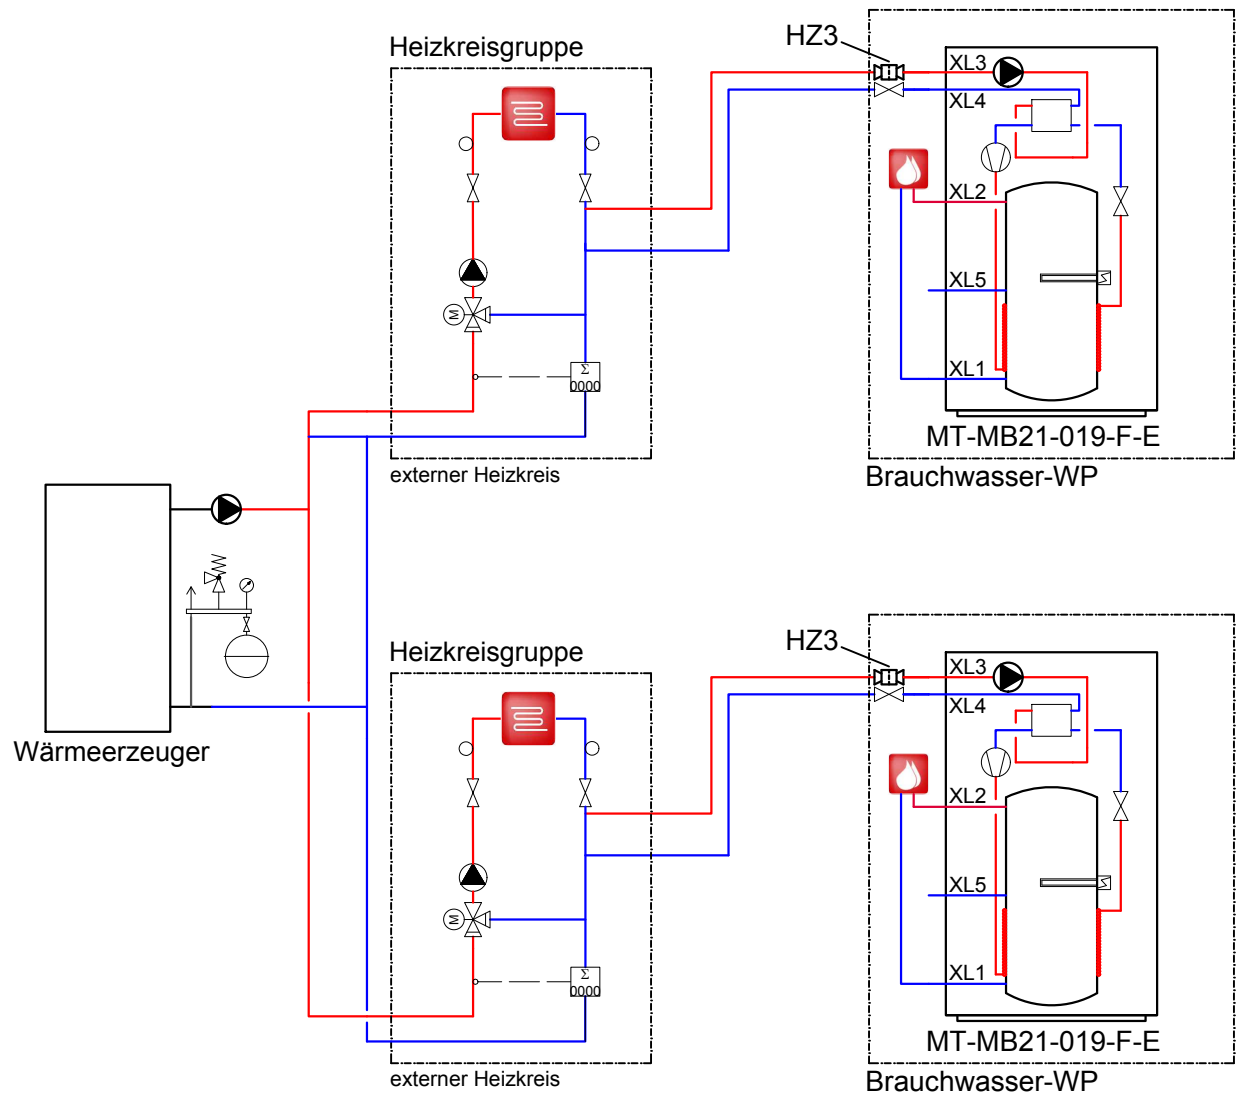 Heizkreisgruppe
HZ3
XL3
XL4
XL2
XL5
XL1
M
Σ
0000
MT-MB21-019-F-E
externer Heizkreis
Brauchwasser-WP
Wärmeerzeuger
Heizkreisgruppe
HZ3
XL3
XL4
XL2
XL5
XL1
M
Σ
0000
MT-MB21-019-F-E
externer Heizkreis
Brauchwasser-WP